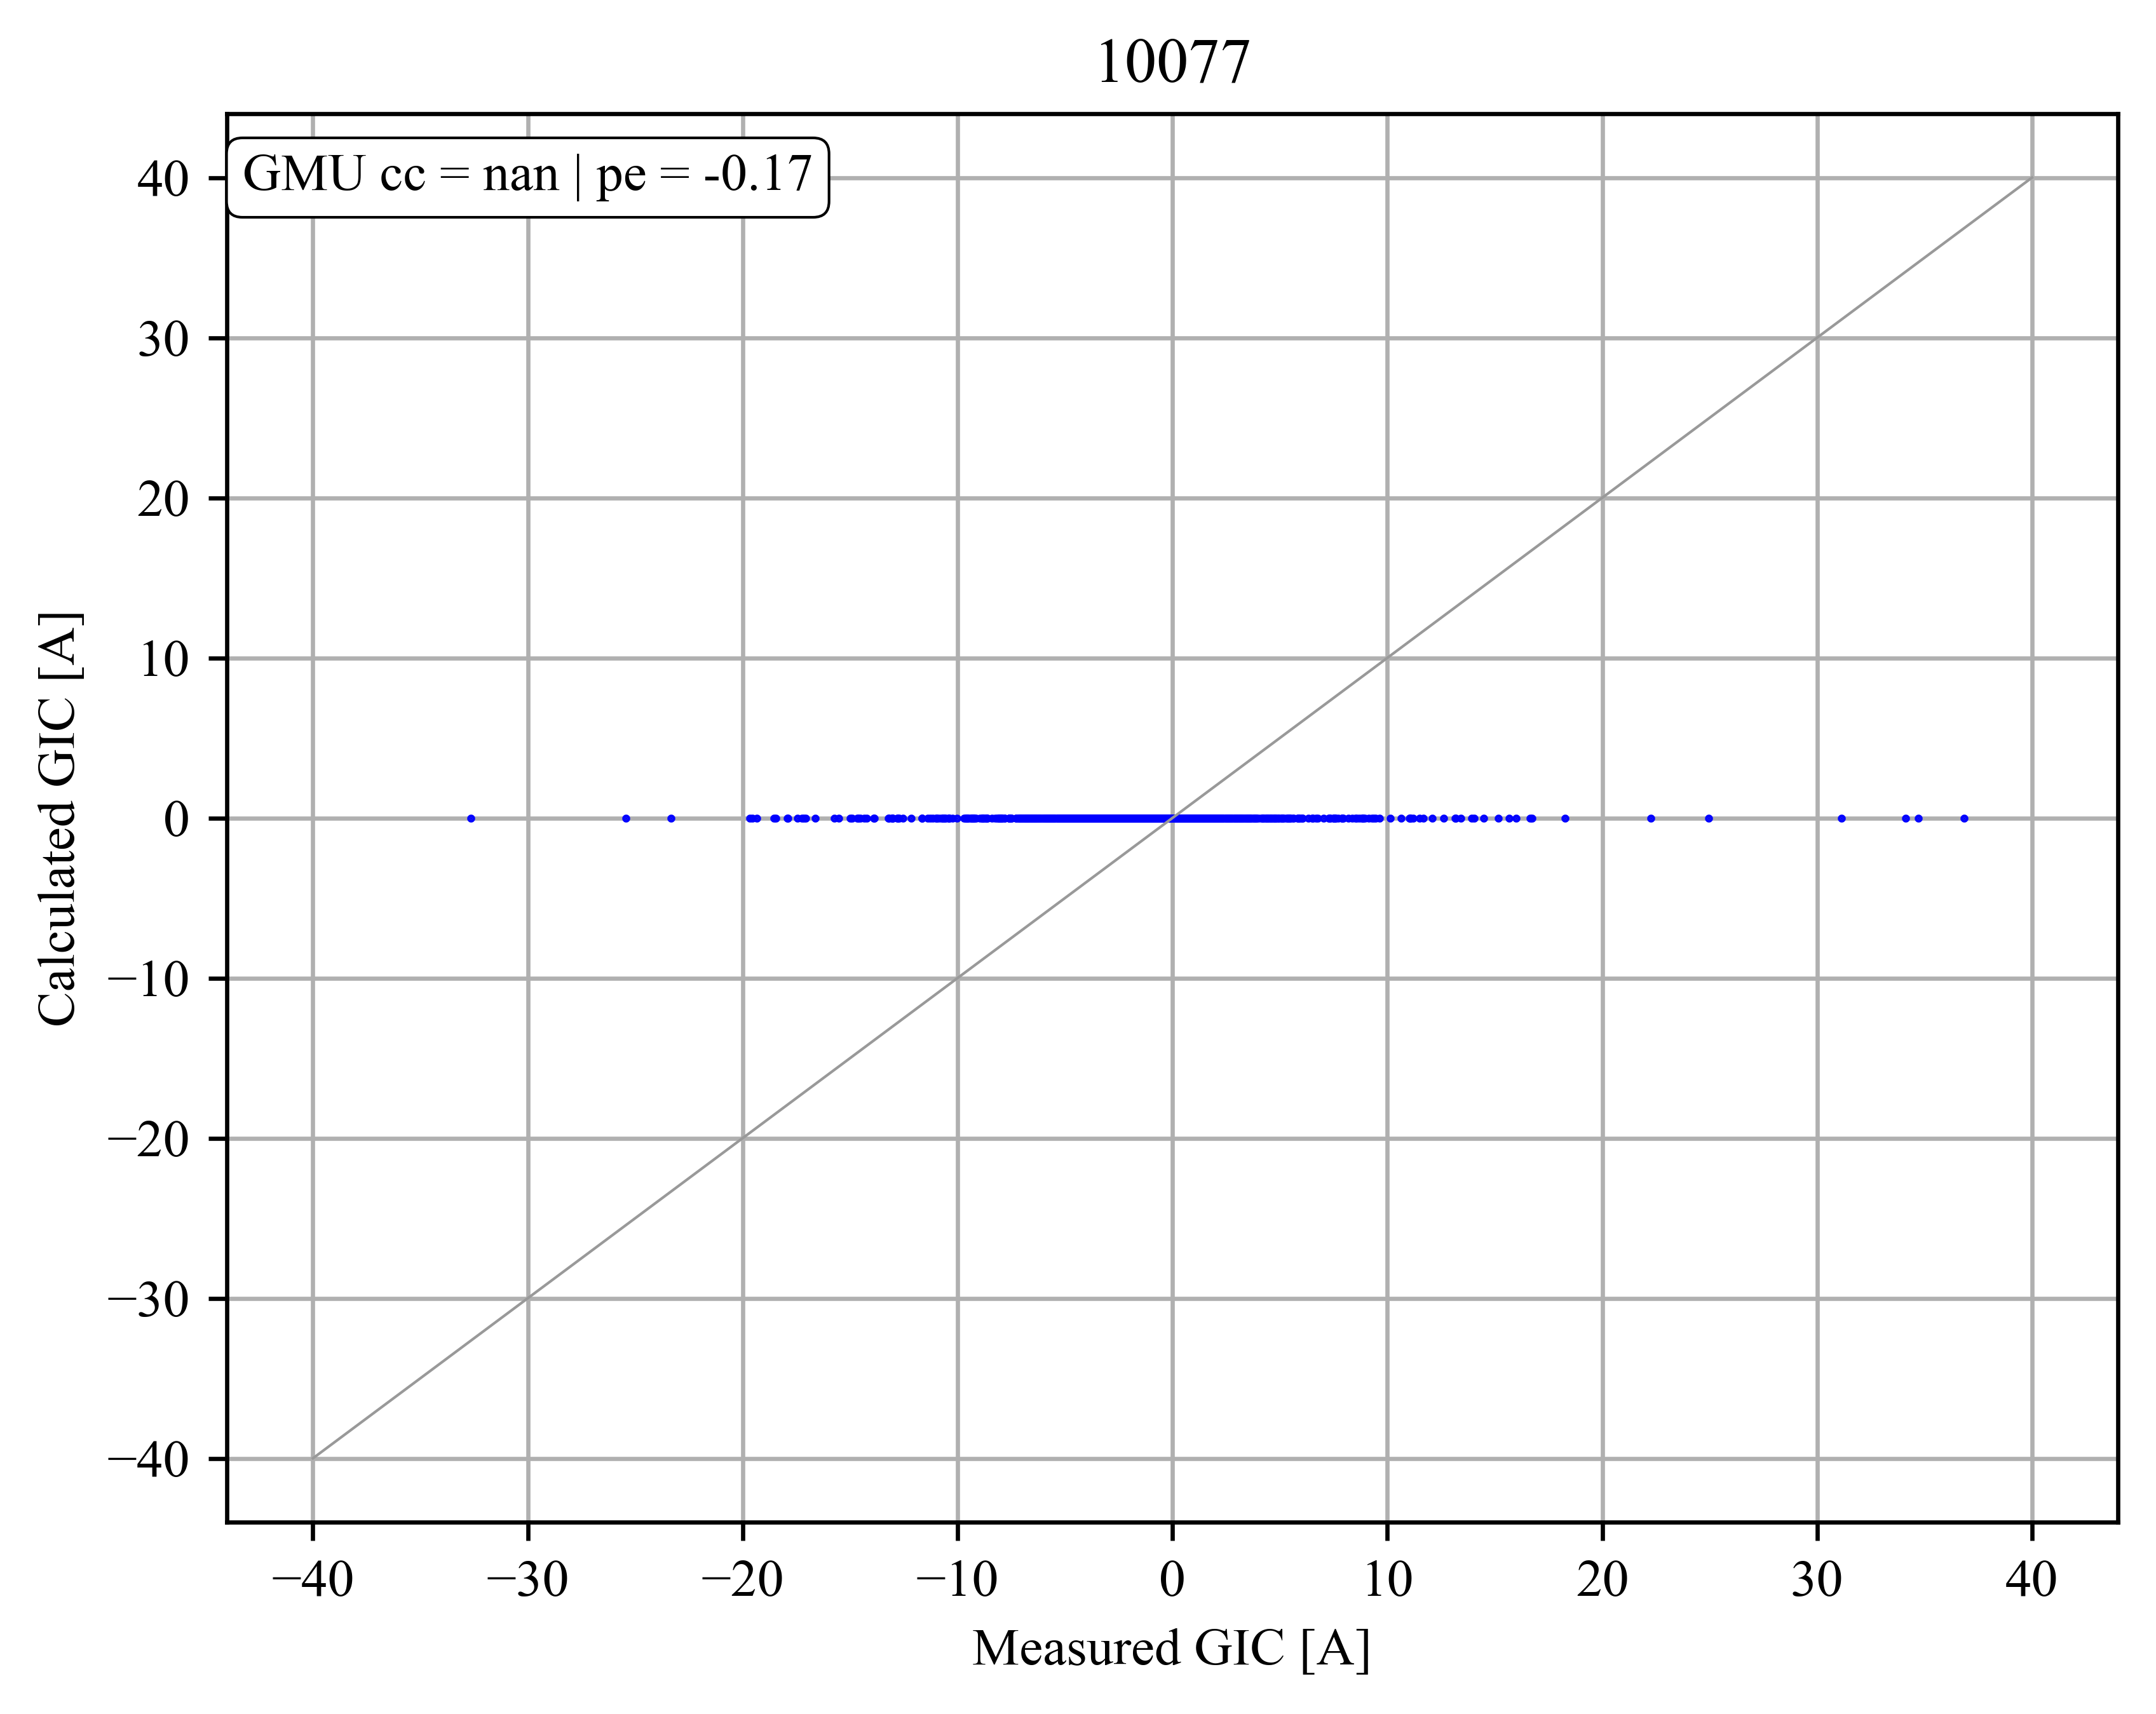 10077
GMU cc = nan | pe = -0.17
40
30
20
10
0
−10
−20
−30
−40
Calculated GIC [A]
−40 −30 −20 −10 0 10 20 30 40
Measured GIC [A]